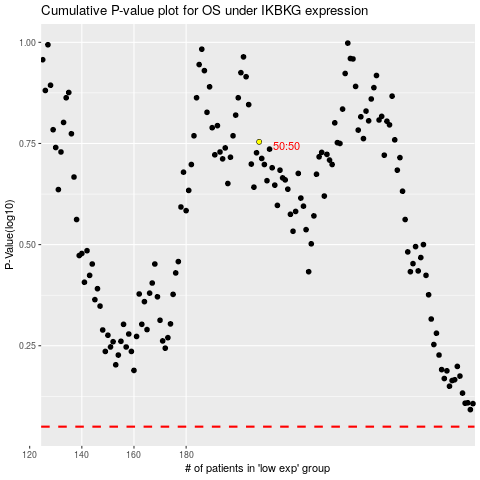 Cumulative P-value plot for OS under IKBKG expression
P-Value(log10)
1.00
0.75
0.50
0.25
50:50
120 140 160 180
# of patients in 'low exp' group